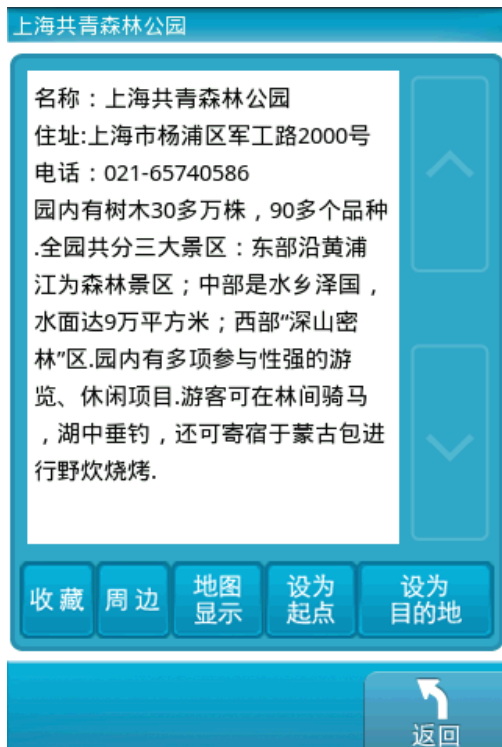 上海共青森林公园
名称：上海共青森林公园
住址:上海市杨浦区军工路2000号
电话：021-65740586
园内有树木30多万株，90多个品种
.全园共分三大景区：东部沿黄浦
江为森林景区；中部是水乡泽国，
水面达9万平方米；西部“深山密
林”区.园内有多项参与性强的游
览、休闲项目.游客可在林间骑马
，湖中垂钓，还可寄宿于蒙古包进
行野炊烧烤.
收藏
周边
地图
显示
设为
起点
设为
目的地
返回